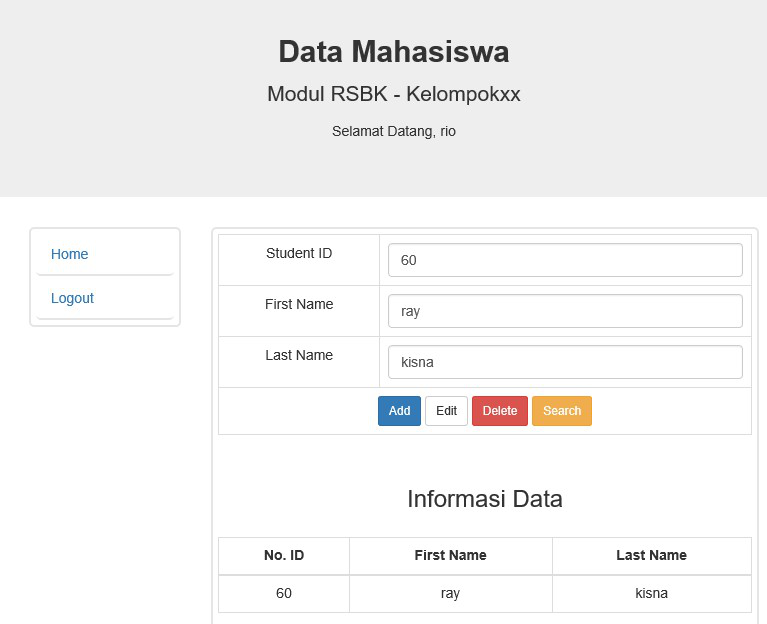 Data Mahasiswa
Modul RSBK - Kelompokxx
Selamat Datang, rio
Home
Logout
Student ID 60
First Name ray
Last Name kisna
Add Edit Delete Search
Informasi Data
No. ID First Name Last Name
60 ray kisna